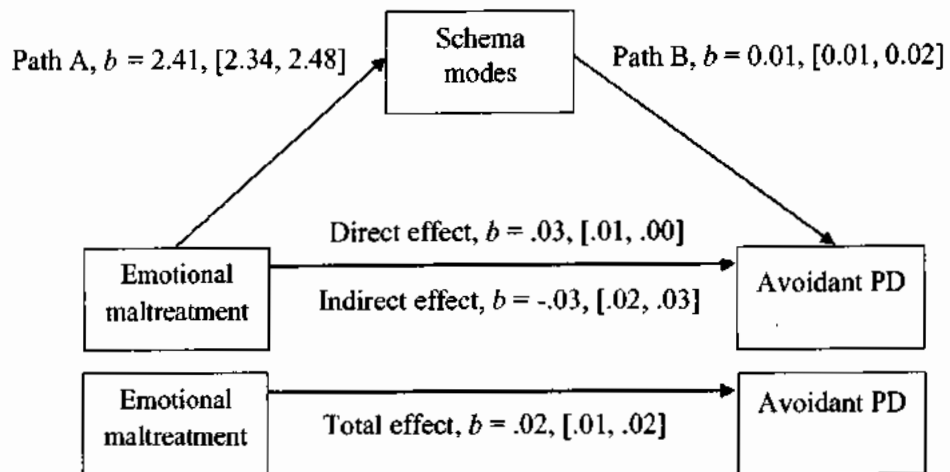 Schema
modes
Path A, b = 2.41, [2.34, 2.48]
Path B, b = 0.01, [0.01, 0.02]
Direct effect, b = .03, [.01, .00]
Emotional
maltreatment
Indirect effect, b = -.03, [.02, .03]
Avoidant PD
Emotional
maltreatment
Total effect, b = .02, [.01, .02]
Avoidant PD